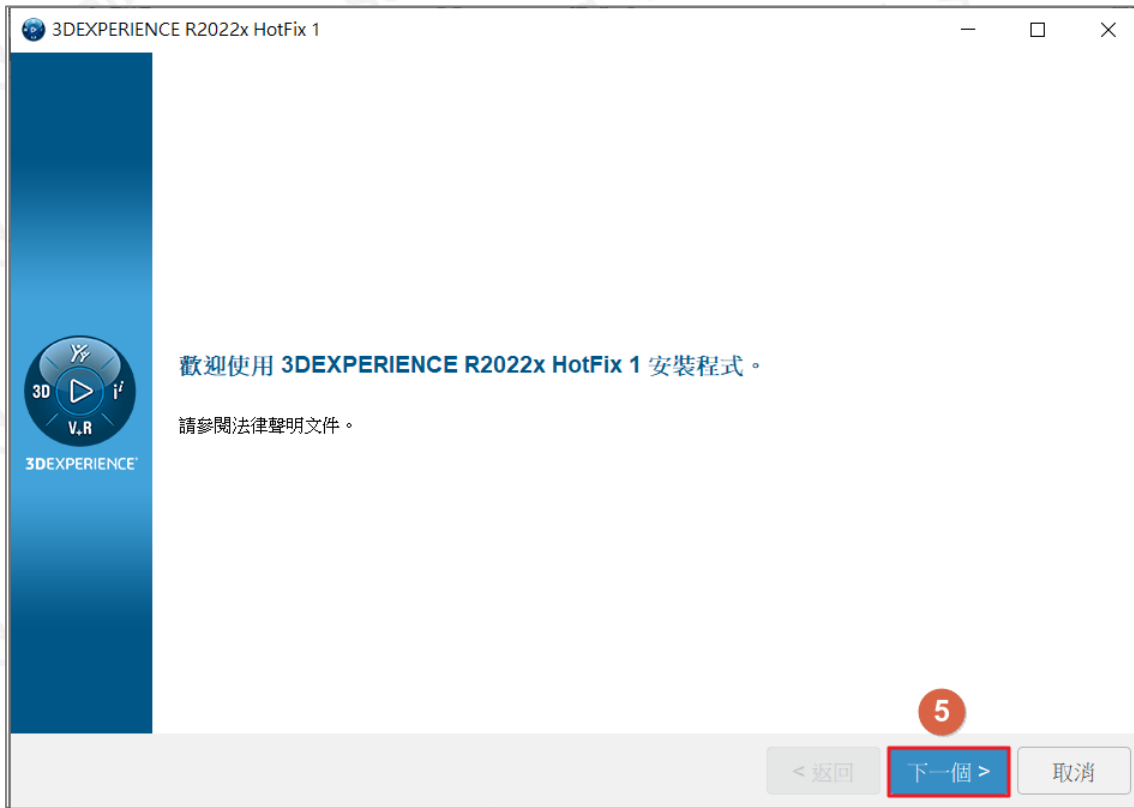 3DEXPERIENCE R2022x HotFix 1
歡迎使用 3DEXPERIENCE R2022x HotFix 1 安裝程式。
請參閱法律聲明文件。
3D
i²
V₊R
3DEXPERIENCE
5
< 返回
下一個 >
取消